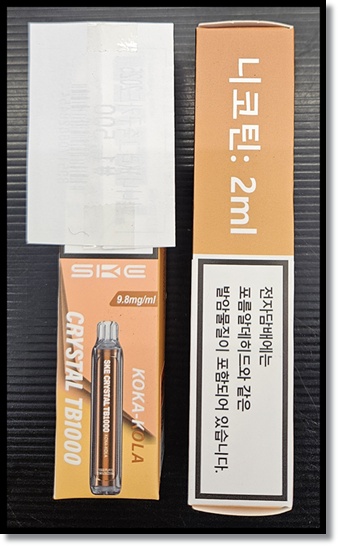 SKE
9.8mg/ml
KOKA-KOLA
CRYSTAL TB1000
SKE CRYSTAL TB1000
니코틴: 2ml
전자담배에는
포름알데히드와 같은
발암물질이 포함되어 있습니다.